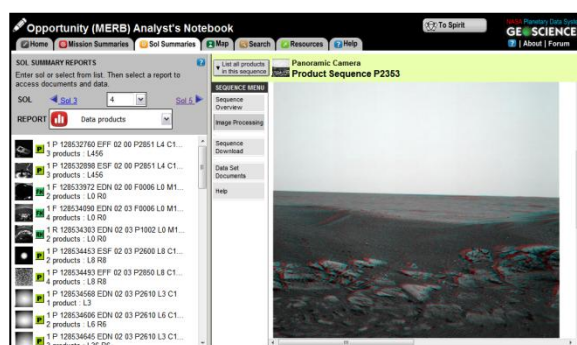 Opportunity (MERB) Analyst's Notebook
To Spirit
NASA Planetary Data Syste
GEOSCIENCE
Home
Mission Summaries
Sol Summaries
Map
Search
Resources
Help
? | About | Forum
SOL SUMMARY REPORTS
Enter sol or select from list. Then select a report to
access documents and data.
SOL
Sol 3
4
Sol 5
REPORT
Data products
1 P 128532760 EFF 02 00 P2851 L4 C1...
3 products : L456
1 P 128532898 ESF 02 00 P2851 L4 C1...
3 products : L456
1 F 128533972 EDN 02 00 F0006 L0 M1...
2 products : L0 R0
1 F 128534090 EDN 02 03 F0006 L0 M1...
4 products : L0 R0
1 R 128534303 EDN 02 03 P1002 L0 M1...
2 products : L0 R0
1 P 128534453 ESF 02 03 P2600 L8 C1...
2 products : L8 R8
1 P 128534493 EFF 02 03 P2850 L8 C1...
4 products : L8 R8
1 P 128534568 EDN 02 03 P2610 L3 C1
1 product : L3
1 P 128534606 EDN 02 03 P2610 L6 C1...
2 products : L6 R6
1 P 128534645 EDN 02 03 P2610 L3 C1...
List all products
in this sequence
Panoramic Camera
Product Sequence P2353
SEQUENCE MENU
Sequence
Overview
Image Processing
Sequence
Download
Data Set
Documents
Help